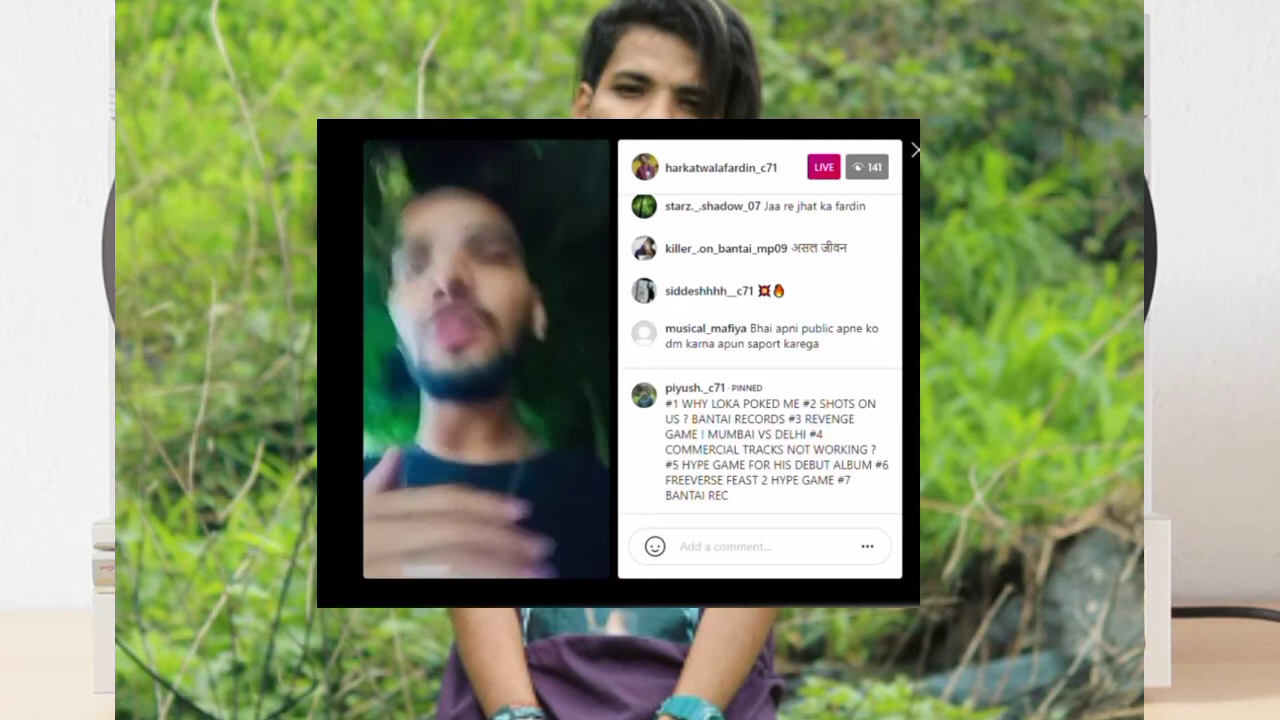 harkatwalafardin_c71 LIVE 141
starz._.shadow_07 Jaa re jhat ka fardin
killer_.on_bantai_mp09 असल जीवन
siddeshhhh__c71 💥🔥
musical_mafiya Bhai apni public apne ko
dm karna apun saport karega
piyush._c71 · PINNED
#1 WHY LOKA POKED ME #2 SHOTS ON
US ? BANTAI RECORDS #3 REVENGE
GAME ! MUMBAI VS DELHI #4
COMMERCIAL TRACKS NOT WORKING ?
#5 HYPE GAME FOR HIS DEBUT ALBUM #6
FREEVERSE FEAST 2 HYPE GAME #7
BANTAI REC
Add a comment...